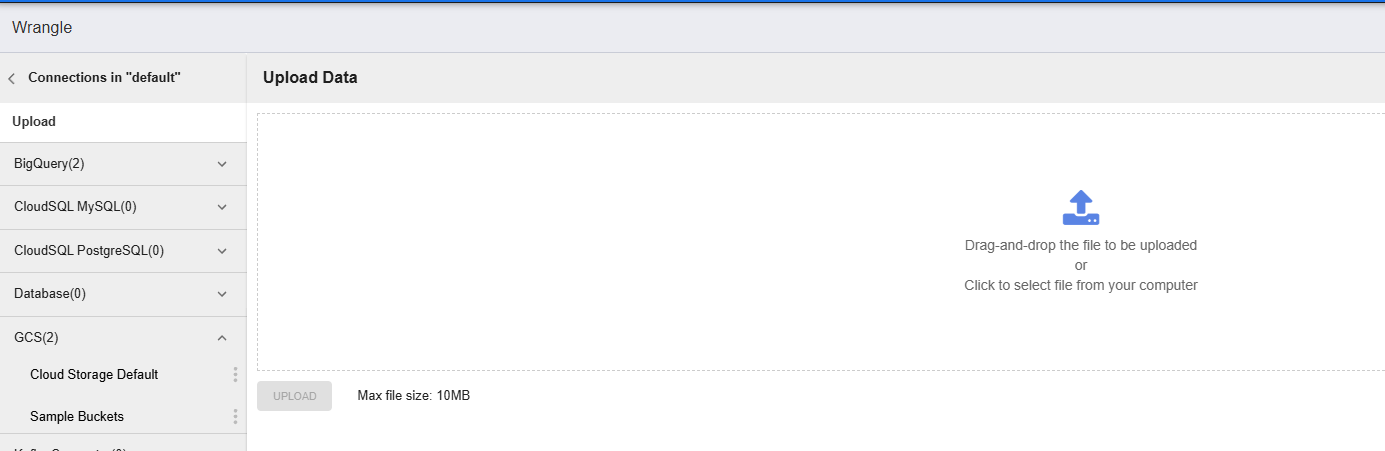 Wrangle
Connections in "default"
Upload
BigQuery(2)
CloudSQL MySQL(0)
CloudSQL PostgreSQL(0)
Database(0)
GCS(2)
Cloud Storage Default
Sample Buckets
Upload Data
Drag-and-drop the file to be uploaded
or
Click to select file from your computer
UPLOAD
Max file size: 10MB